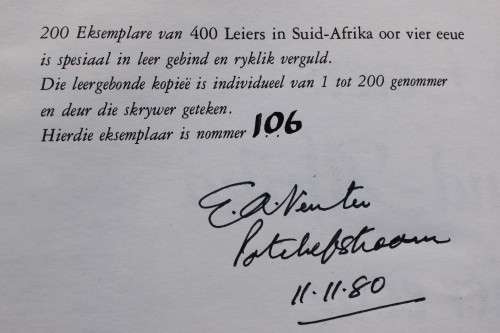 200 Eksemplare van 400 Leiers in Suid-Afrika oor vier eeue
is spesiaal in leer gebind en ryklik verguld.
Die leergebonde kopieë is individueel van 1 tot 200 genommer
en deur die skrywer geteken.
Hierdie eksemplaar is nommer 106
E.A. Venter
Potchefstroom
11.11.80